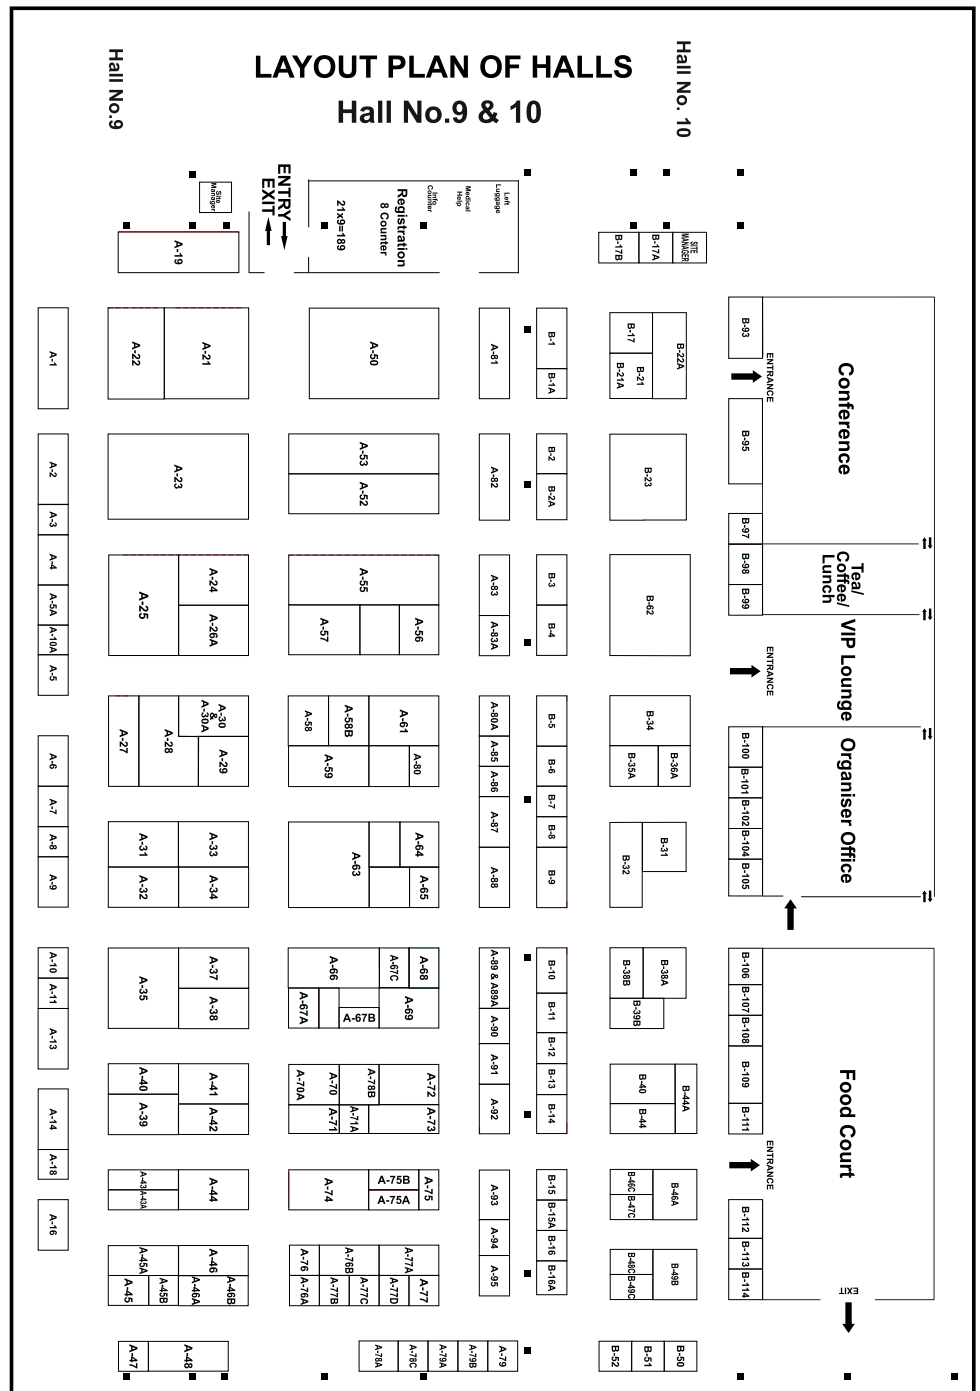 LAYOUT PLAN OF HALLS
Hall No.9 & 10
Hall No.9
Hall No. 10
Site
Manager
ENTRY
EXIT
Registration
8 Counter
21x9=189
Info
Counter
Medical
Help
Left
Luggage
A-19
B-17B
B-17A
SITE
MANAGER
A-1
A-22
A-21
A-50
A-81
B-1
B-1A
B-17
B-21
B-21A
B-22A
B-93
ENTRANCE
Conference
A-2
A-3
A-23
A-53
A-52
A-82
B-2
B-2A
B-23
B-95
B-97
A-4
A-5A
A-10A
A-5
A-25
A-24
A-26A
A-55
A-57
A-56
A-83
A-83A
B-3
B-4
B-62
B-98
B-99
Tea/
Coffee/
Lunch
VIP Lounge
ENTRANCE
A-6
A-7
A-27
A-28
A-30
&
A-30A
A-29
A-58
A-58B
A-61
A-59
A-80
A-80A
A-85
A-86
A-87
A-88
B-5
B-6
B-7
B-8
B-9
B-34
B-35A
B-36A
B-100
B-101
B-102
B-104
B-105
Organiser Office
A-8
A-9
A-31
A-33
A-32
A-34
A-63
A-64
A-65
B-31
B-32
A-10
A-11
A-13
A-35
A-37
A-38
A-66
A-67C
A-68
A-67A
A-67B
A-69
A-89 & A89A
A-90
A-91
A-92
B-10
B-11
B-12
B-13
B-14
B-38B
B-38A
B-39B
B-106
B-107
B-108
B-109
B-111
Food Court
A-14
A-18
A-40
A-41
A-39
A-42
A-70
A-70A
A-78B
A-72
A-71
A-71A
A-73
B-40
B-44
B-44A
ENTRANCE
A-16
A-43
A-43A
A-44
A-74
A-75B
A-75A
A-75
A-93
A-94
A-95
B-15
B-15A
B-16
B-16A
B-46C
B-47C
B-46A
B-112
B-113
B-114
A-45A
A-46
A-45
A-45B
A-46A
A-46B
A-76
A-76B
A-77A
A-76A
A-77B
A-77C
A-77D
A-77
B-48C
B-49C
B-49B
EXIT
A-47
A-48
A-78A
A-78C
A-79A
A-79B
A-79
B-52
B-51
B-50